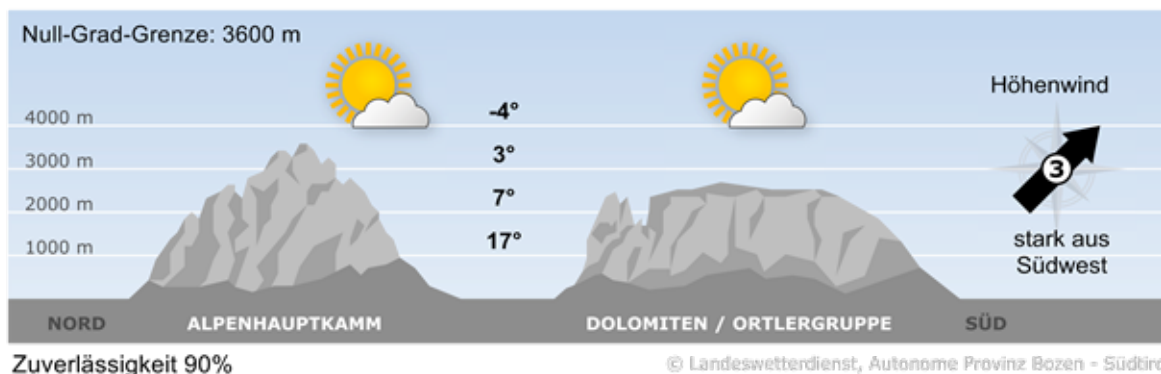 Null-Grad-Grenze: 3600 m
Höhenwind
4000 m
-4°
3000 m
3°
3
2000 m
7°
1000 m
17°
stark aus
Südwest
NORD
ALPENHAUPTKAMM
DOLOMITEN / ORTLERGRUPPE
SÜD
Zuverlässigkeit 90%
© Landeswetterdienst, Autonome Provinz Bozen - Südtiro